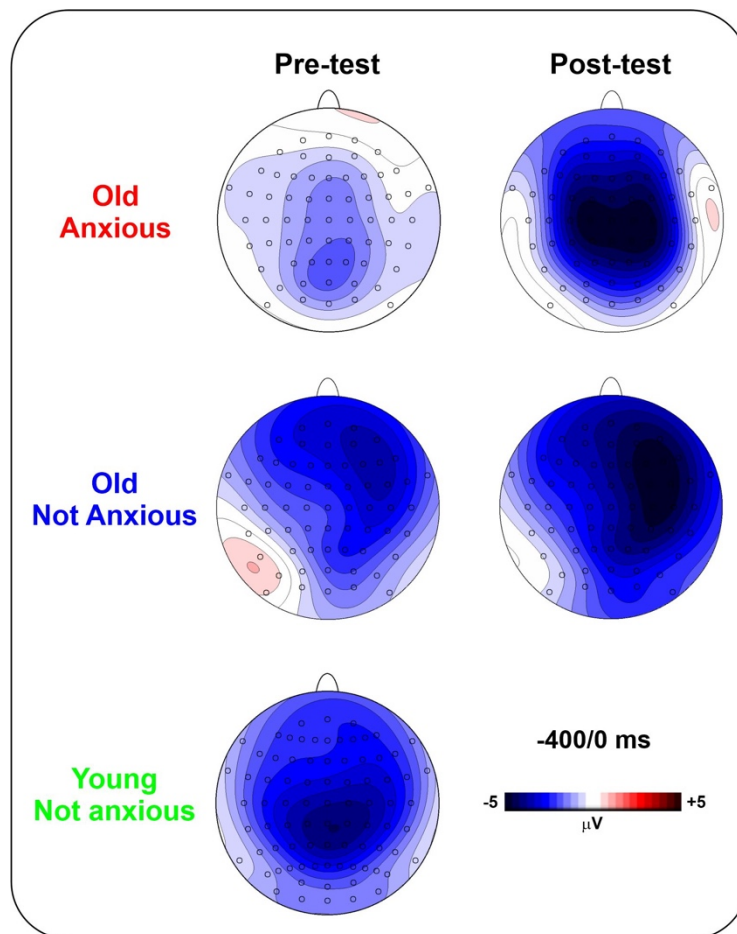 Pre-test Post-test
Old
Anxious
Old
Not Anxious
Young
Not anxious
-400/0 ms
-5 +5
µV